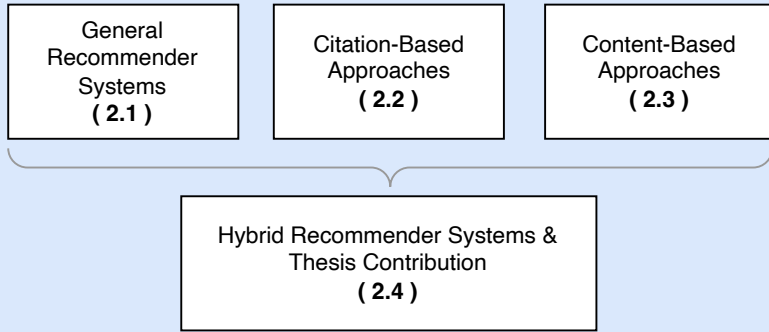 General
Recommender
Systems
( 2.1 )
Citation-Based
Approaches
( 2.2 )
Content-Based
Approaches
( 2.3 )
Hybrid Recommender Systems &
Thesis Contribution
( 2.4 )